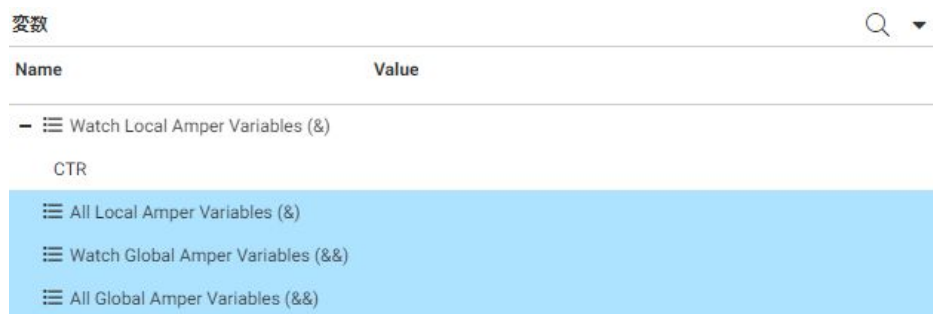 変数
Name Value
Watch Local Amper Variables (&)
CTR
All Local Amper Variables (&)
Watch Global Amper Variables (&&)
All Global Amper Variables (&&)